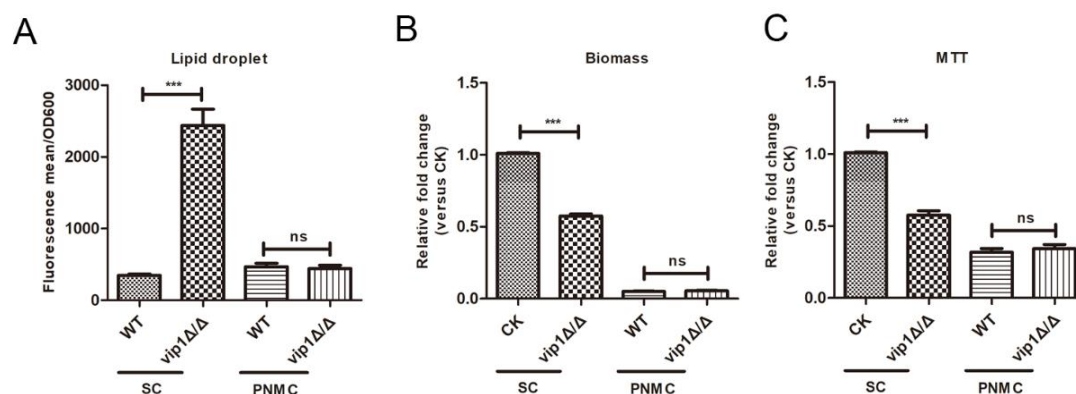 A
Lipid droplet
Fluorescence mean/OD600
3000
2000
1000
0
***
ns
WT
vip1Δ/Δ
WT
vip1Δ/Δ
SC
PNMC
B
Biomass
Relative fold change
(versus CK)
1.5
1.0
0.5
0.0
***
ns
CK
vip1Δ/Δ
WT
vip1Δ/Δ
SC
PNMC
C
MTT
Relative fold change
(versus CK)
1.5
1.0
0.5
0.0
***
ns
CK
vip1Δ/Δ
WT
vip1Δ/Δ
SC
PNMC